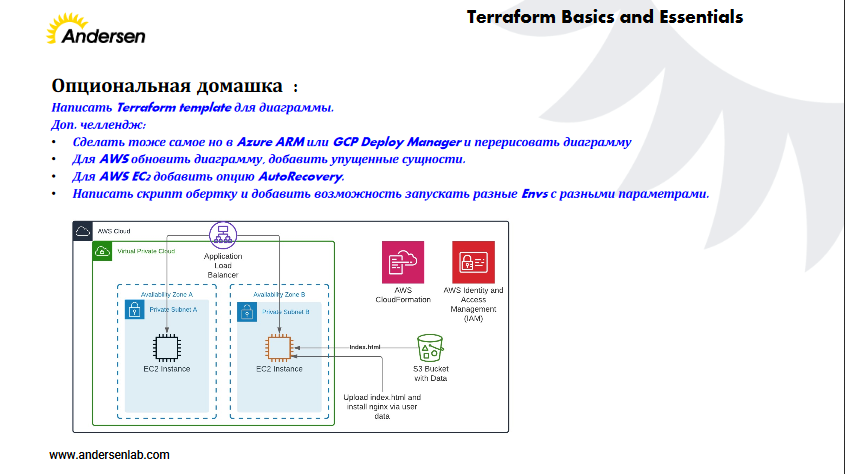 Andersen
Terraform Basics and Essentials
Опциональная домашка :
Написать Terraform template для диаграммы.
Доп. челлендж:
• Сделать тоже самое но в Azure ARM или GCP Deploy Manager и перерисовать диаграмму
• Для AWS обновить диаграмму, добавить упущенные сущности.
• Для AWS EC2 добавить опцию AutoRecovery.
• Написать скрипт обертку и добавить возможность запускать разные Envs с разными параметрами.
AWS Cloud
Virtual Private Cloud
Application
Load
Balancer
Availability Zone A
Private Subnet A
EC2 Instance
Availability Zone B
Private Subnet B
EC2 Instance
AWS
CloudFormation
AWS Identity and
Access
Management
(IAM)
Index.html
S3 Bucket
with Data
Upload index.html and
install nginx via user
data
www.andersenlab.com